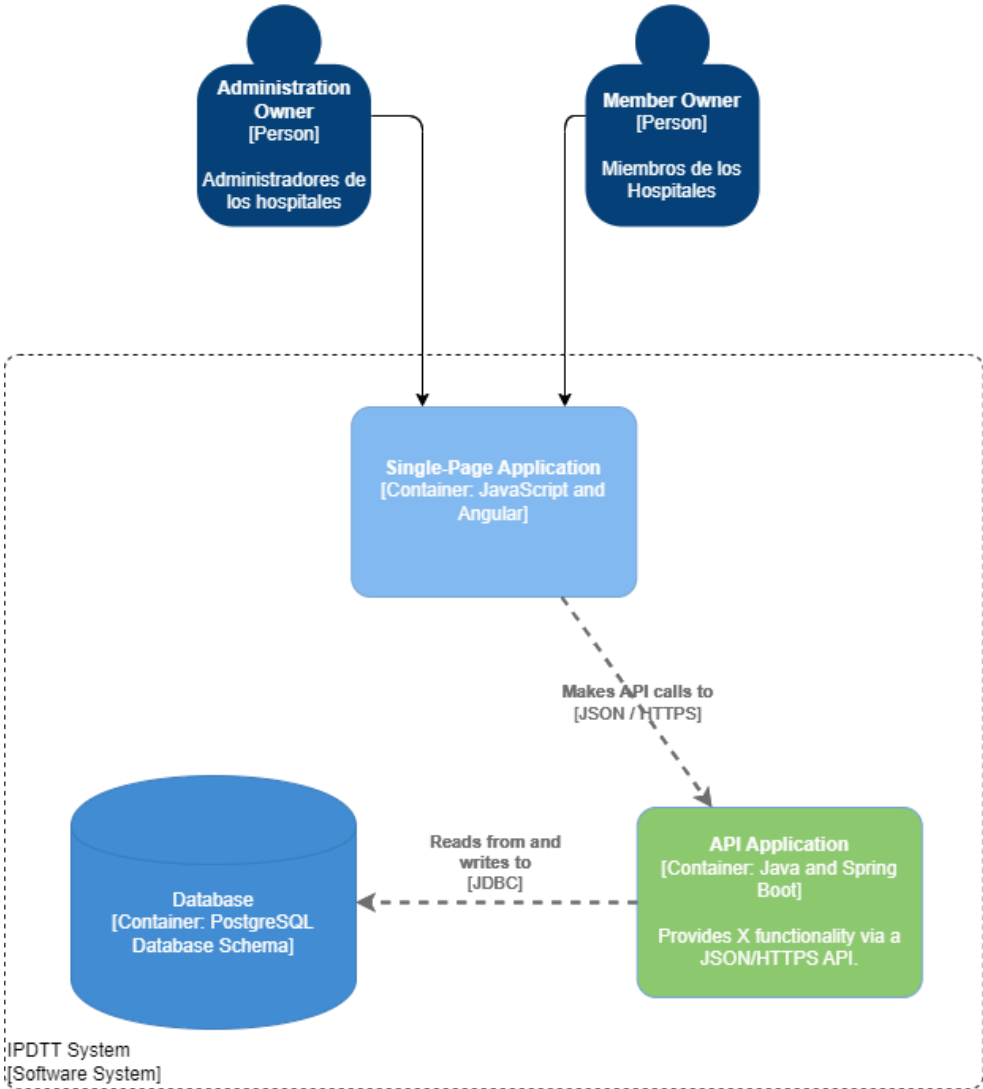 Administration
Owner
[Person]
Administradores de
los hospitales
Member Owner
[Person]
Miembros de los
Hospitales
Single-Page Application
[Container: JavaScript and
Angular]
Makes API calls to
[JSON / HTTPS]
Reads from and
writes to
[JDBC]
API Application
[Container: Java and Spring
Boot]
Provides X functionality via a
JSON/HTTPS API.
Database
[Container: PostgreSQL
Database Schema]
IPDTT System
[Software System]